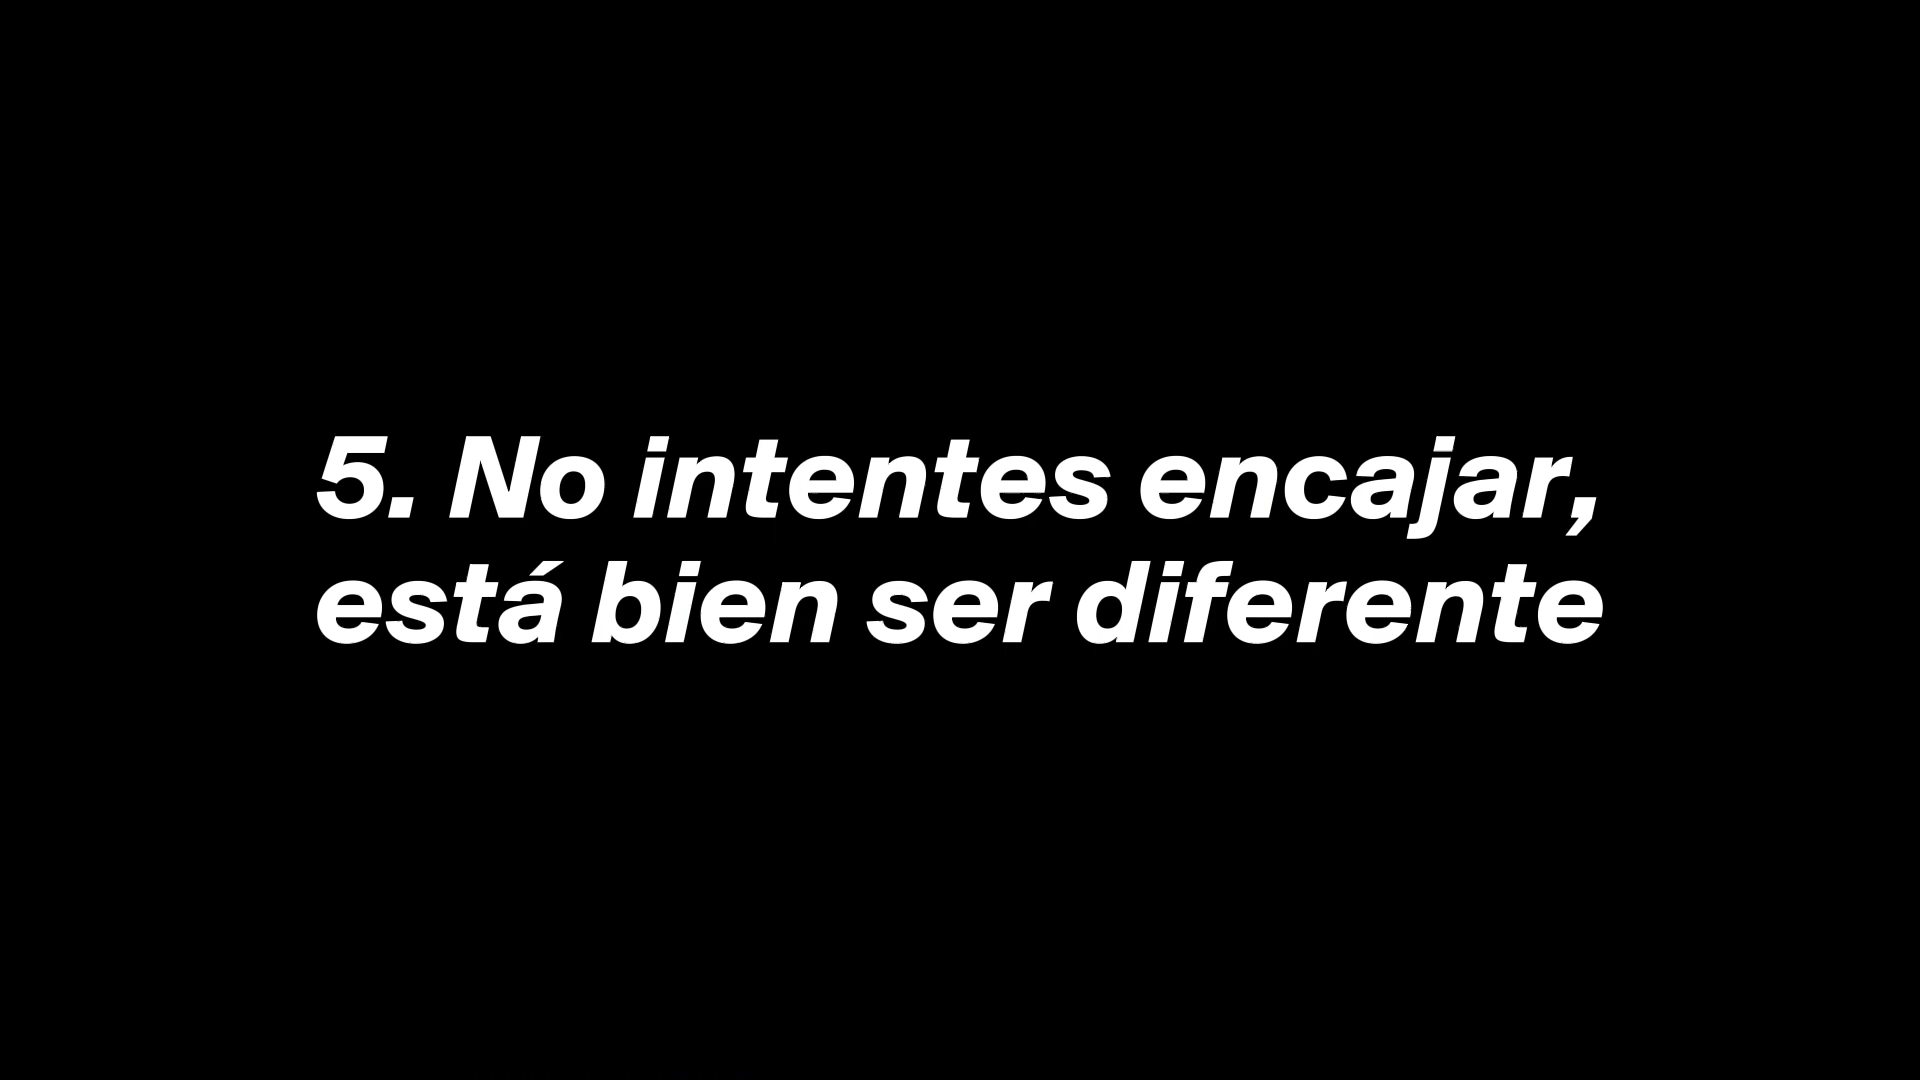 5. No intentes encajar,
está bien ser diferente